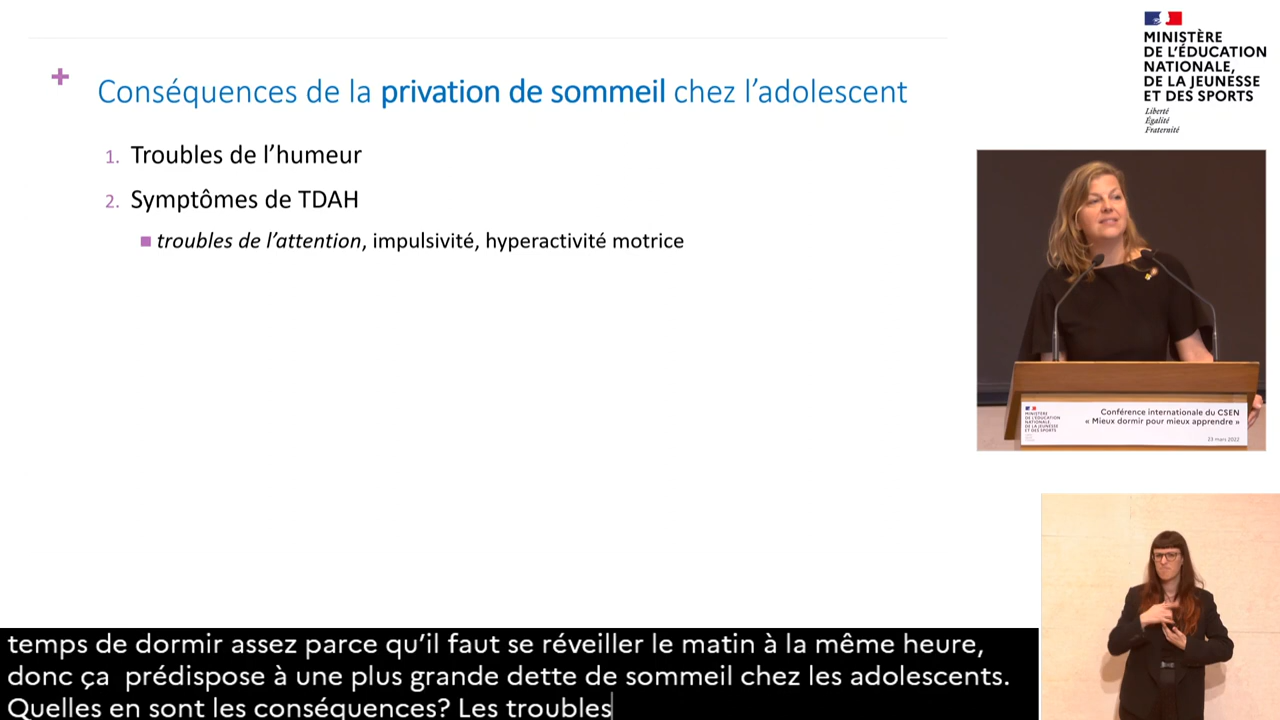 + Conséquences de la privation de sommeil chez l’adolescent
1. Troubles de l’humeur
2. Symptômes de TDAH
troubles de l’attention, impulsivité, hyperactivité motrice
MINISTÈRE
DE L’ÉDUCATION
NATIONALE,
DE LA JEUNESSE
ET DES SPORTS
Liberté
Égalité
Fraternité
MINISTÈRE
DE L’ÉDUCATION
NATIONALE,
DE LA JEUNESSE
ET DES SPORTS
Conférence internationale du CSEN
« Mieux dormir pour mieux apprendre »
23 mars 2022
temps de dormir assez parce qu’il faut se réveiller le matin à la même heure,
donc ça  prédispose à une plus grande dette de sommeil chez les adolescents.
Quelles en sont les conséquences? Les troubles